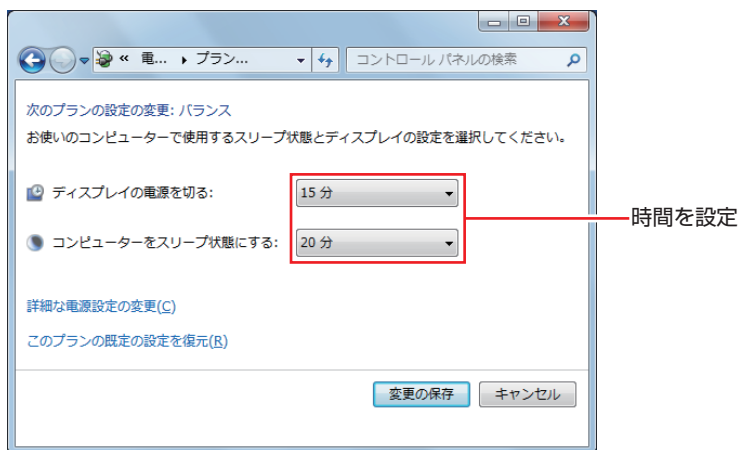 « 電... ▸ プラン...
コントロール パネルの検索
次のプランの設定の変更: バランス
お使いのコンピューターで使用するスリープ状態とディスプレイの設定を選択してください。
ディスプレイの電源を切る: 15 分
コンピューターをスリープ状態にする: 20 分
時間を設定
詳細な電源設定の変更(C)
このプランの既定の設定を復元(R)
変更の保存 キャンセル